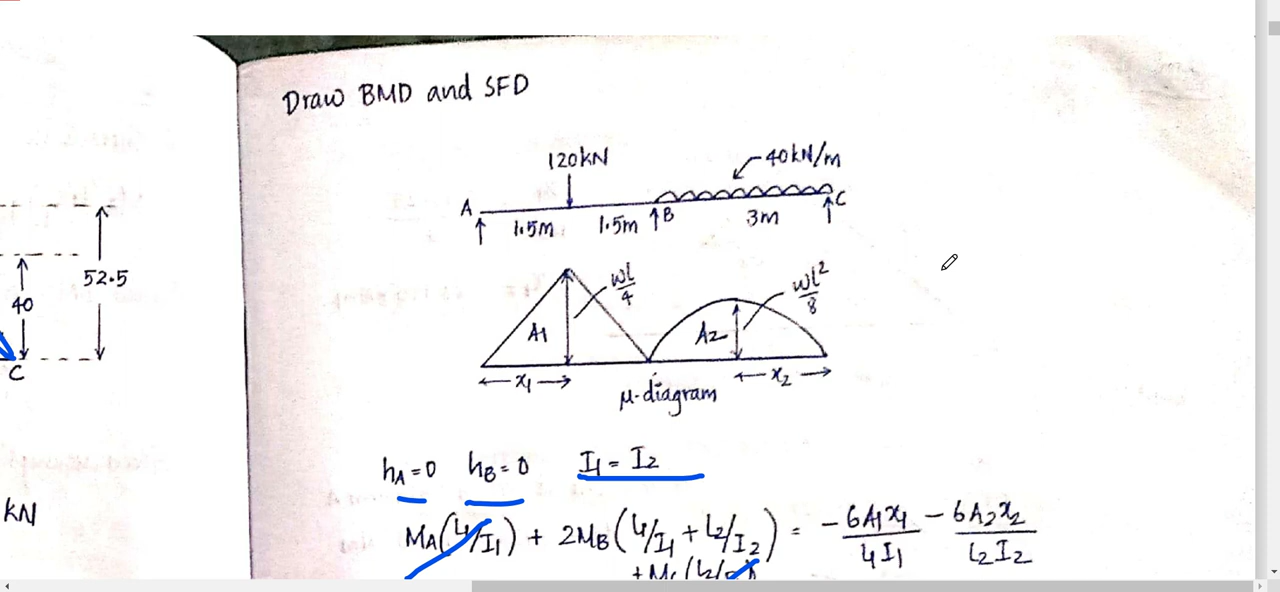 Draw BMD and SFD
120kN
40kN/m
A
1.5m
1.5m
B
3m
C
52.5
40
C
kN
wl/4
wl²/8
A1
A2
x1
x2
μ-diagram
hA=0 hB=0 I1=I2
MA(L1/I1) + 2MB(L1/I1 + L2/I2) = -6A1x1/L1I1 - 6A2x2/L2I2